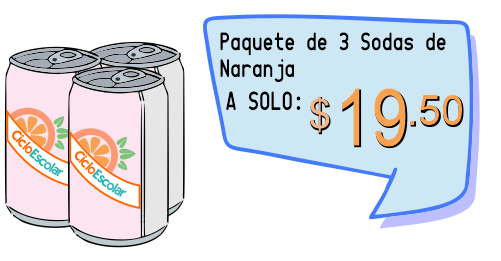 Paquete de 3 Sodas de
Naranja
A SOLO: $19.50
CicloEscolar
CicloEscolar